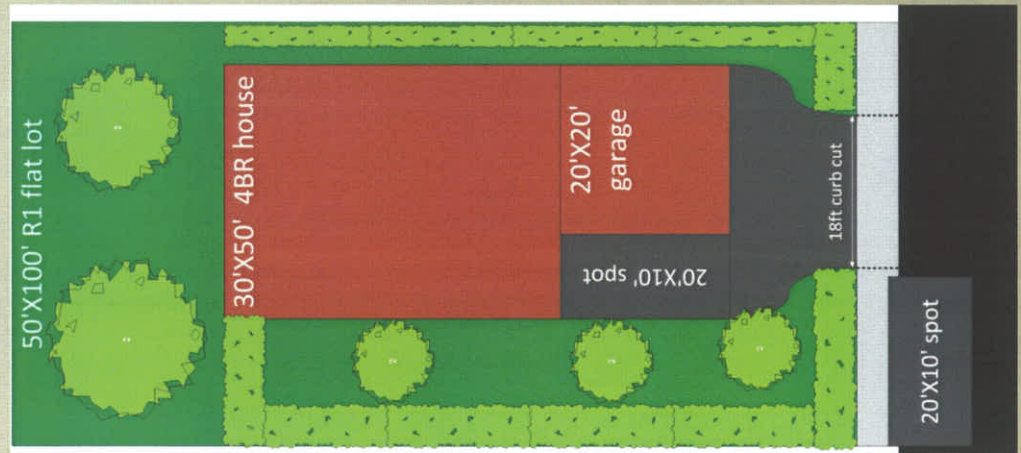 50'X100' R1 flat lot
30'X50' 4BR house
20'X20'
garage
20'X10' spot
18ft curb cut
20'X10' spot